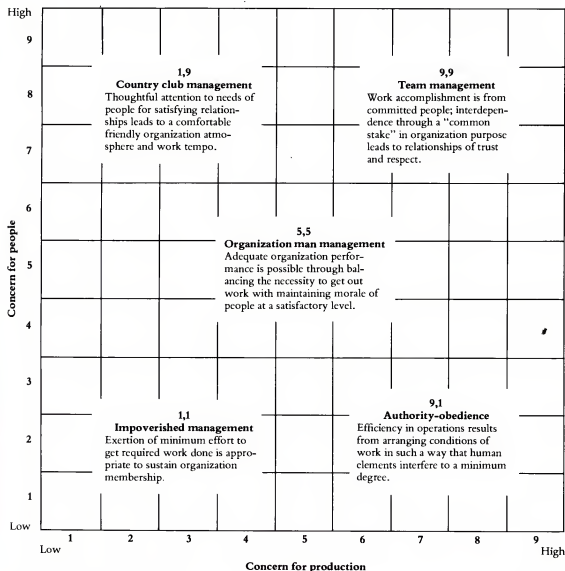 High
9
8
7
6
5
4
3
2
1
Low
Concern for people
1,9
Country club management
Thoughtful attention to needs of
people for satisfying relation-
ships leads to a comfortable
friendly organization atmo-
sphere and work tempo.
9,9
Team management
Work accomplishment is from
committed people; interdepen-
dence through a “common
stake” in organization purpose
leads to relationships of trust
and respect.
5,5
Organization man management
Adequate organization perfor-
mance is possible through bal-
ancing the necessity to get out
work with maintaining morale of
people at a satisfactory level.
1,1
Impoverished management
Exertion of minimum effort to
get required work done is appro-
priate to sustain organization
membership.
9,1
Authority-obedience
Efficiency in operations results
from arranging conditions of
work in such a way that human
elements interfere to a minimum
degree.
1 2 3 4 5 6 7 8 9
Low High
Concern for production